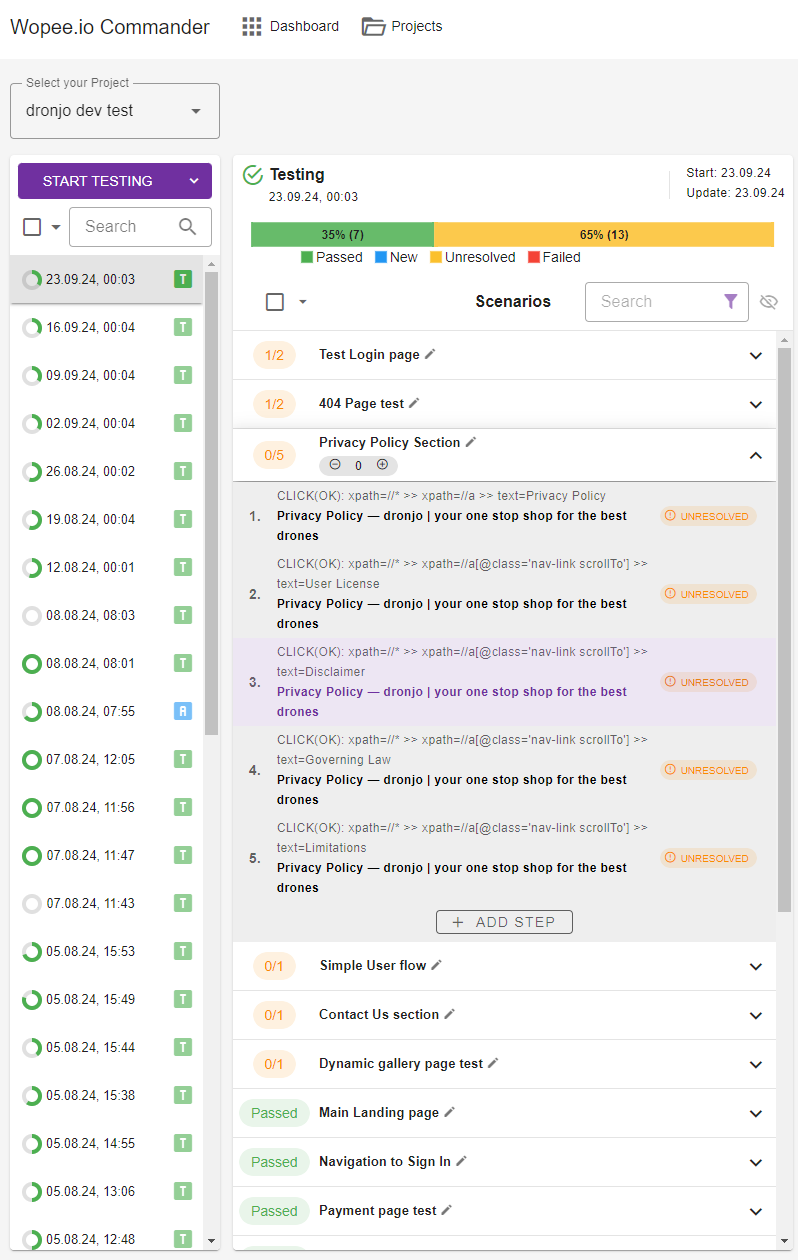 Wopee.io Commander
Dashboard
Projects
Select your Project
dronjo dev test
START TESTING
Search
23.09.24, 00:03 T
16.09.24, 00:04 T
09.09.24, 00:04 T
02.09.24, 00:04 T
26.08.24, 00:02 T
19.08.24, 00:04 T
12.08.24, 00:01 T
08.08.24, 08:03 T
08.08.24, 08:01 T
08.08.24, 07:55 A
07.08.24, 12:05 T
07.08.24, 11:56 T
07.08.24, 11:47 T
07.08.24, 11:43 T
05.08.24, 15:53 T
05.08.24, 15:49 T
05.08.24, 15:44 T
05.08.24, 15:38 T
05.08.24, 14:55 T
05.08.24, 13:06 T
05.08.24, 12:48 T
Testing
23.09.24, 00:03
Start: 23.09.24
Update: 23.09.24
35% (7) 65% (13)
Passed New Unresolved Failed
Scenarios
Search
1/2 Test Login page
1/2 404 Page test
0/5 Privacy Policy Section
0
CLICK(OK): xpath=//* >> xpath=//a >> text=Privacy Policy
1. Privacy Policy — dronjo | your one stop shop for the best UNRESOLVED
drones
CLICK(OK): xpath=//* >> xpath=//a[@class='nav-link scrollTo'] >>
text=User License
2. Privacy Policy — dronjo | your one stop shop for the best UNRESOLVED
drones
CLICK(OK): xpath=//* >> xpath=//a[@class='nav-link scrollTo'] >>
text=Disclaimer
3. Privacy Policy — dronjo | your one stop shop for the best UNRESOLVED
drones
CLICK(OK): xpath=//* >> xpath=//a[@class='nav-link scrollTo'] >>
text=Governing Law
4. Privacy Policy — dronjo | your one stop shop for the best UNRESOLVED
drones
CLICK(OK): xpath=//* >> xpath=//a[@class='nav-link scrollTo'] >>
text=Limitations
5. Privacy Policy — dronjo | your one stop shop for the best UNRESOLVED
drones
+ ADD STEP
0/1 Simple User flow
0/1 Contact Us section
0/1 Dynamic gallery page test
Passed Main Landing page
Passed Navigation to Sign In
Passed Payment page test